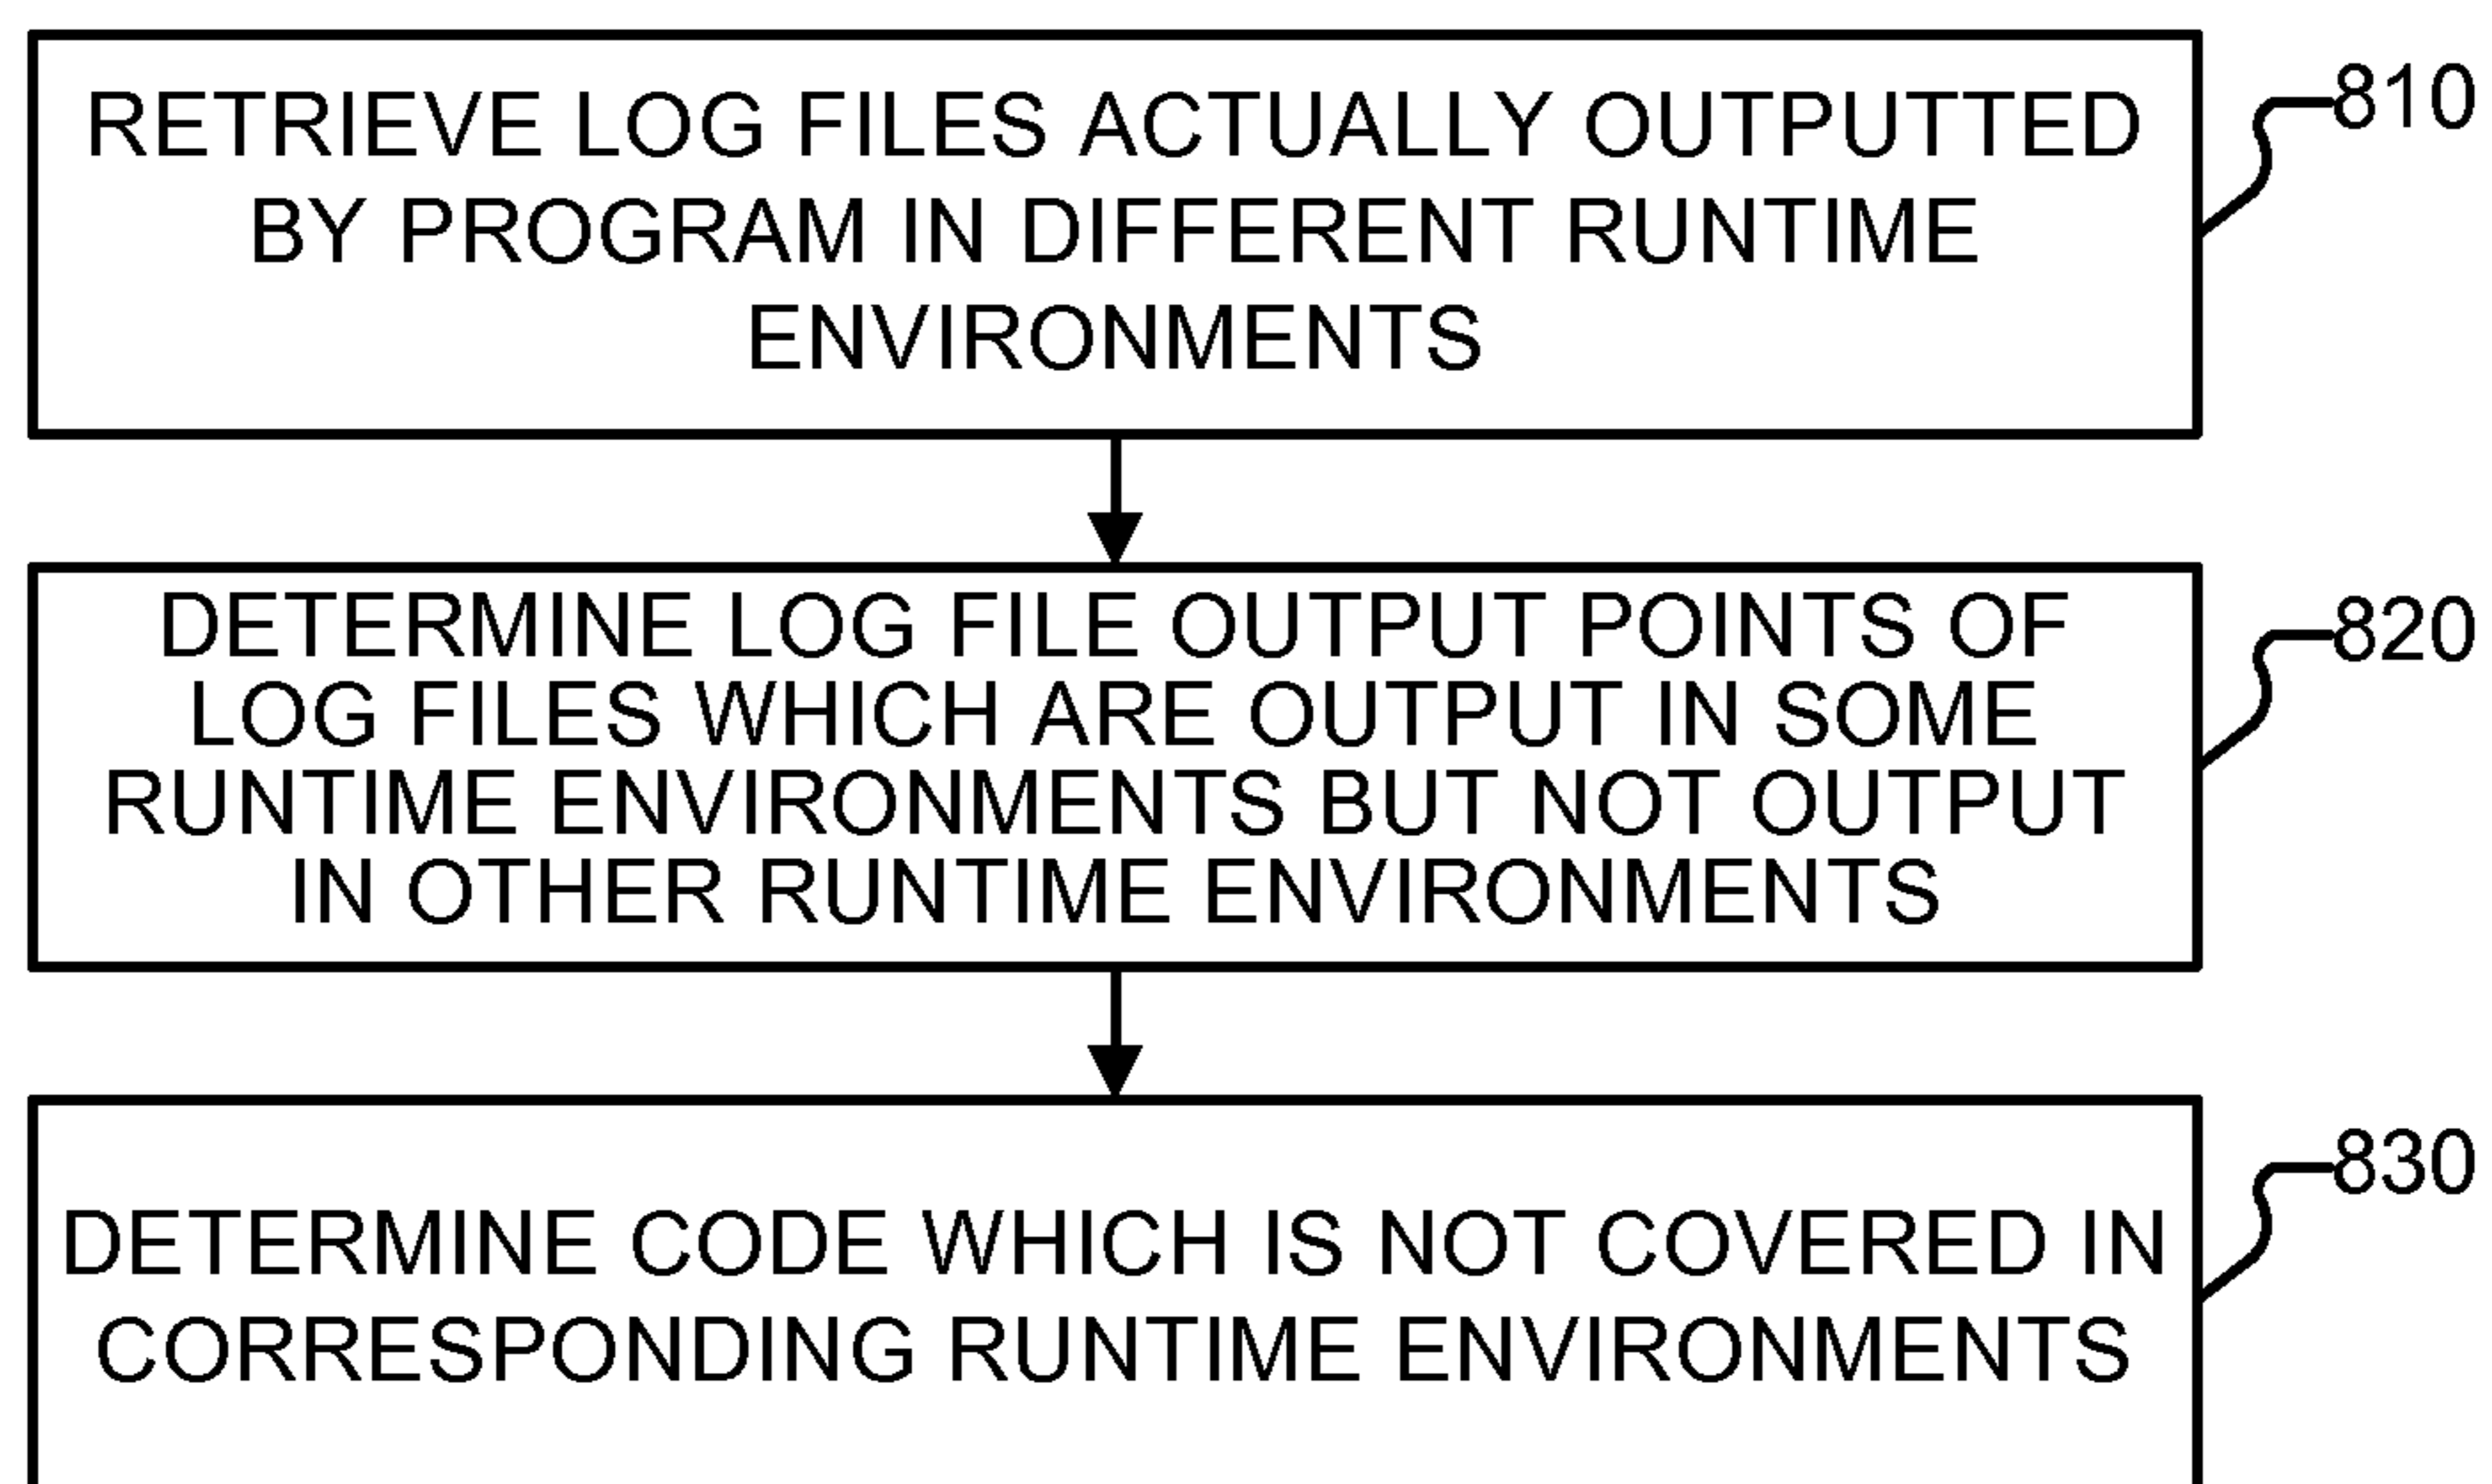 RETRIEVE LOG FILES ACTUALLY OUTPUTTED
BY PROGRAM IN DIFFERENT RUNTIME
ENVIRONMENTS
810
DETERMINE LOG FILE OUTPUT POINTS OF
LOG FILES WHICH ARE OUTPUT IN SOME
RUNTIME ENVIRONMENTS BUT NOT OUTPUT
IN OTHER RUNTIME ENVIRONMENTS
820
DETERMINE CODE WHICH IS NOT COVERED IN
CORRESPONDING RUNTIME ENVIRONMENTS
830